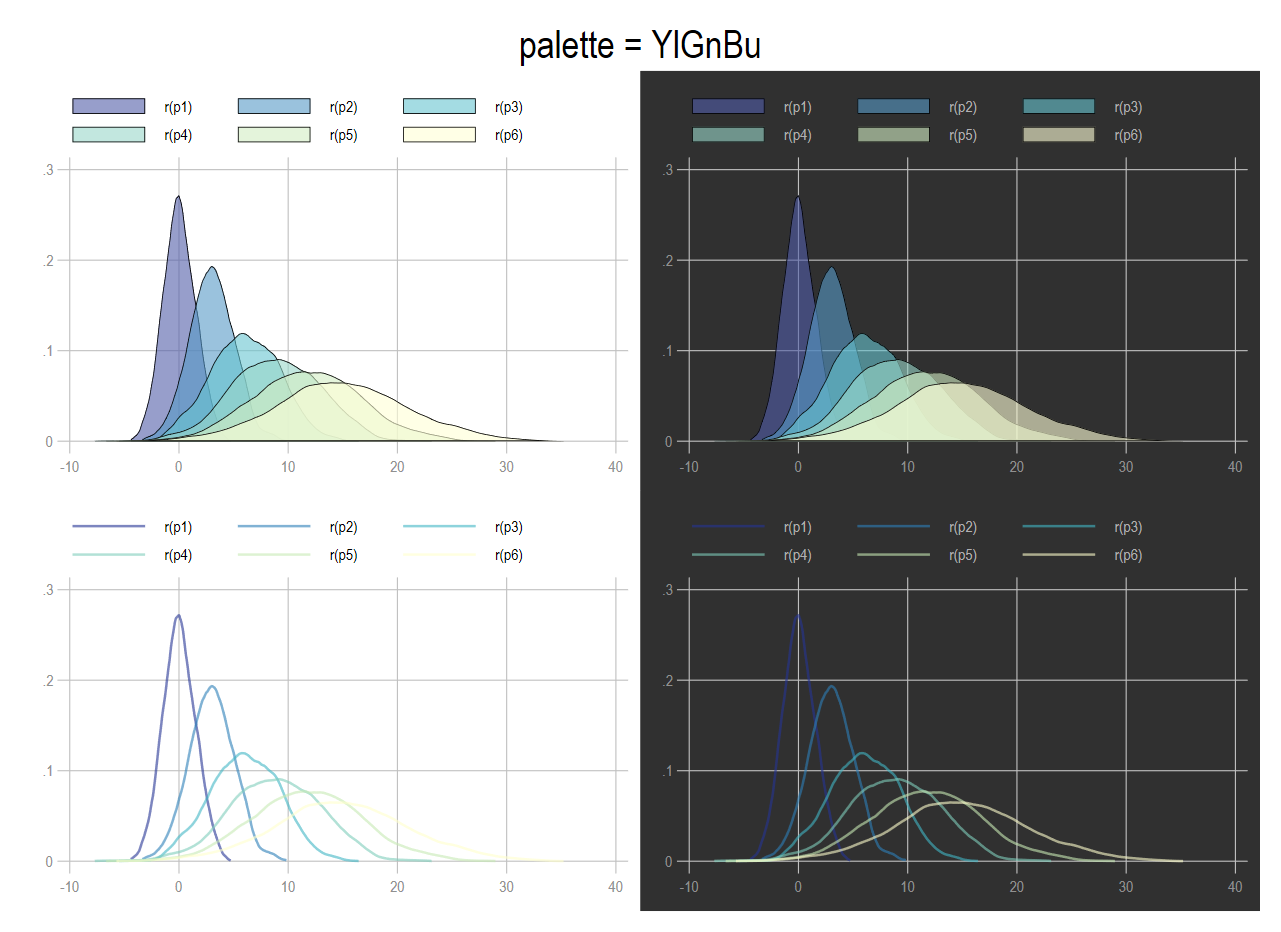 palette = YlGnBu
r(p1) r(p2) r(p3)
r(p4) r(p5) r(p6)
.3
.2
.1
0
-10 0 10 20 30 40
r(p1) r(p2) r(p3)
r(p4) r(p5) r(p6)
.3
.2
.1
0
-10 0 10 20 30 40
r(p1) r(p2) r(p3)
r(p4) r(p5) r(p6)
.3
.2
.1
0
-10 0 10 20 30 40
r(p1) r(p2) r(p3)
r(p4) r(p5) r(p6)
.3
.2
.1
0
-10 0 10 20 30 40